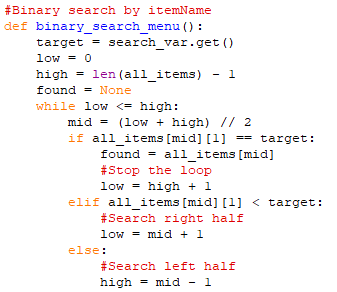 #Binary search by itemName
def binary_search_menu():
    target = search_var.get()
    low = 0
    high = len(all_items) - 1
    found = None
    while low <= high:
        mid = (low + high) // 2
        if all_items[mid][1] == target:
            found = all_items[mid]
            #Stop the loop
            low = high + 1
        elif all_items[mid][1] < target:
            #Search right half
            low = mid + 1
        else:
            #Search left half
            high = mid - 1